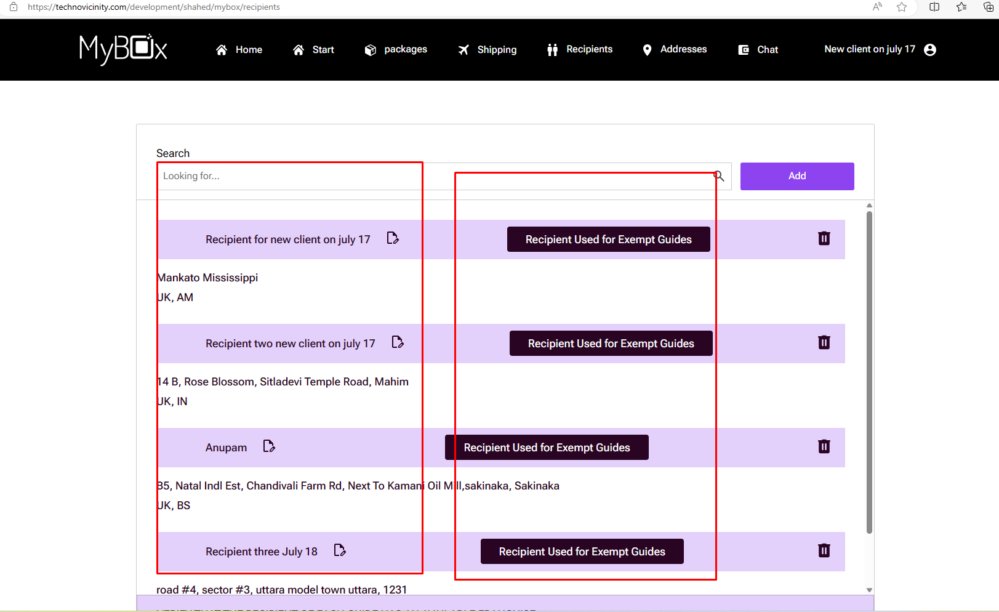 https://technovicinity.com/development/shahed/mybox/recipients
MyBOx Home Start packages Shipping Recipients Addresses Chat New client on july 17
Search
Looking for... Add
Recipient for new client on july 17 Recipient Used for Exempt Guides
Mankato Mississippi
UK, AM
Recipient two new client on july 17 Recipient Used for Exempt Guides
14 B, Rose Blossom, Sitladevi Temple Road, Mahim
UK, IN
Anupam Recipient Used for Exempt Guides
B5, Natal Indl Est, Chandivali Farm Rd, Next To Kamani Oil Mill,sakinaka, Sakinaka
UK, BS
Recipient three July 18 Recipient Used for Exempt Guides
road #4, sector #3, uttara model town uttara, 1231